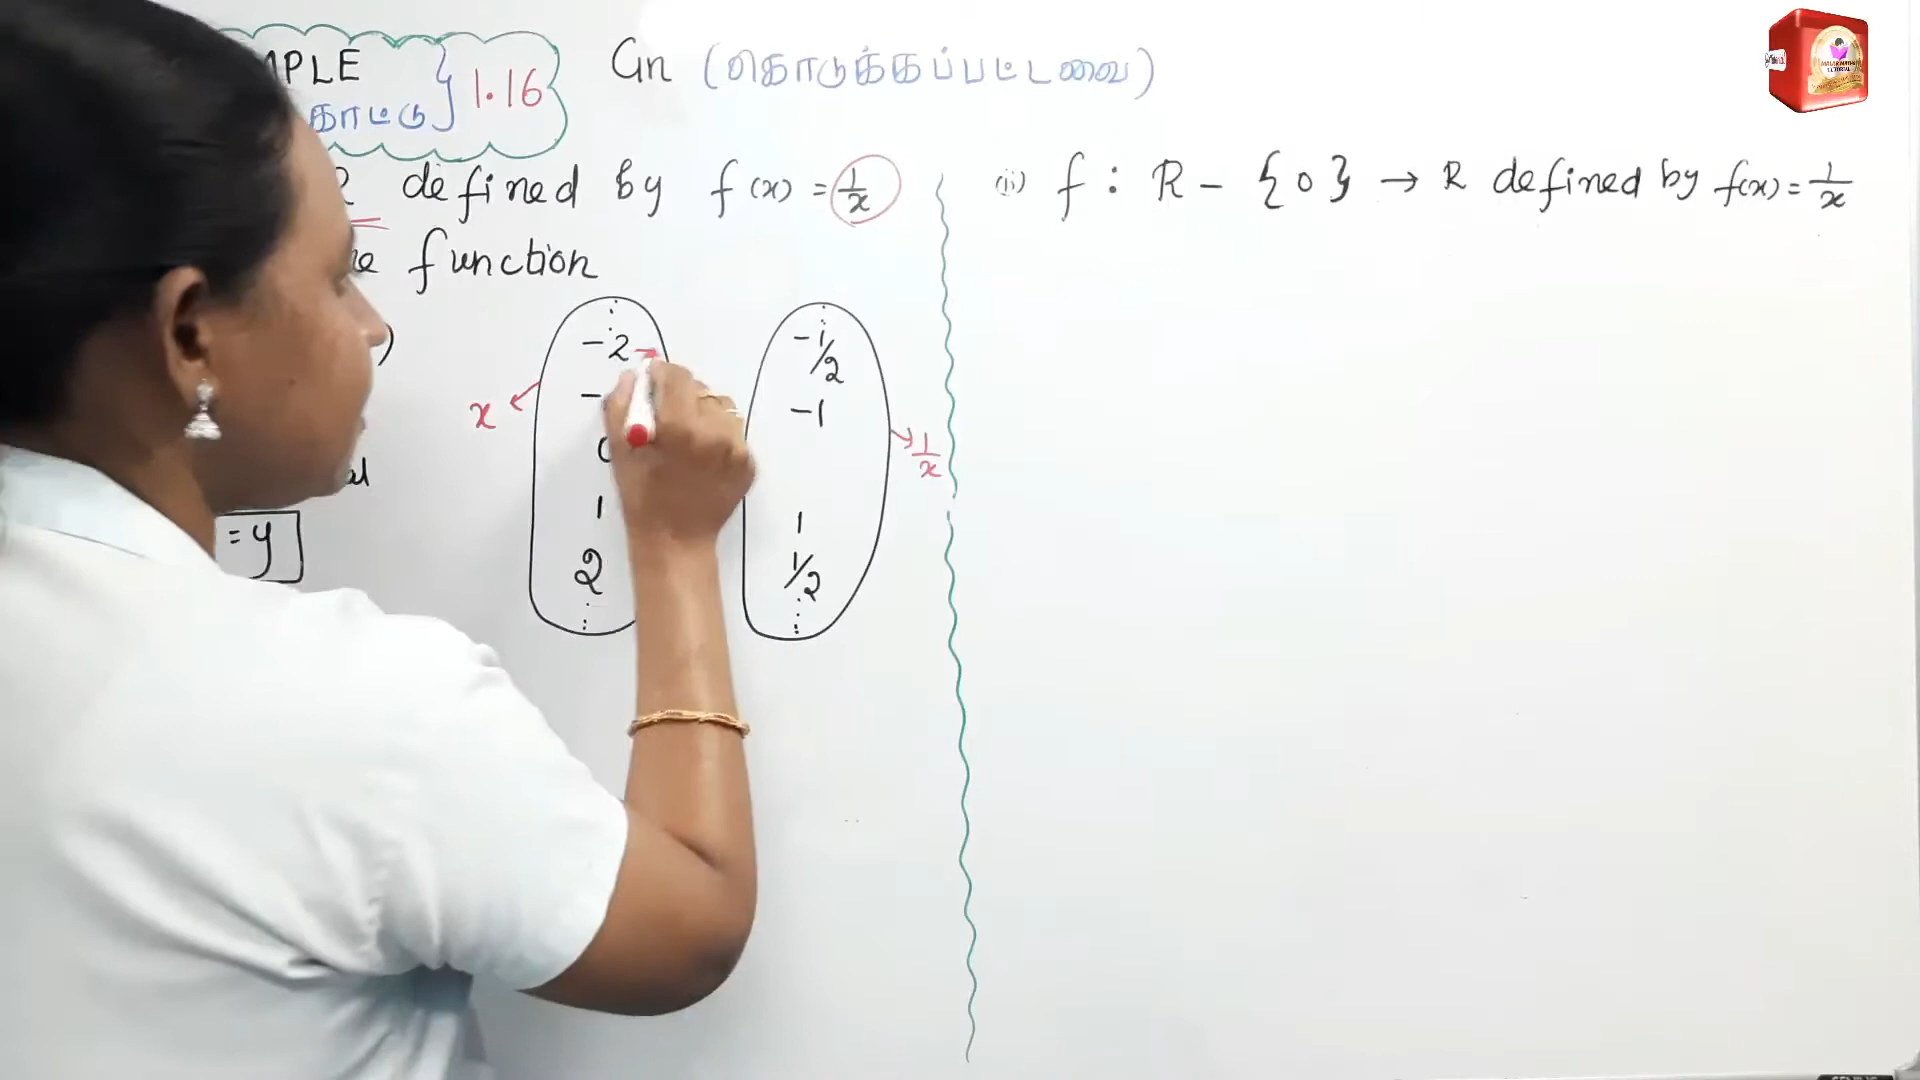 MPLE
காட்டு} 1.16
Gn (கொடுக்கப்பட்டவை)
R defined by f(x) = 1/x
function
-2
-1/2
-1
x
1/x
1
1
= y
2
1/2
(ii) f : R - {0} → R defined by f(x) = 1/x